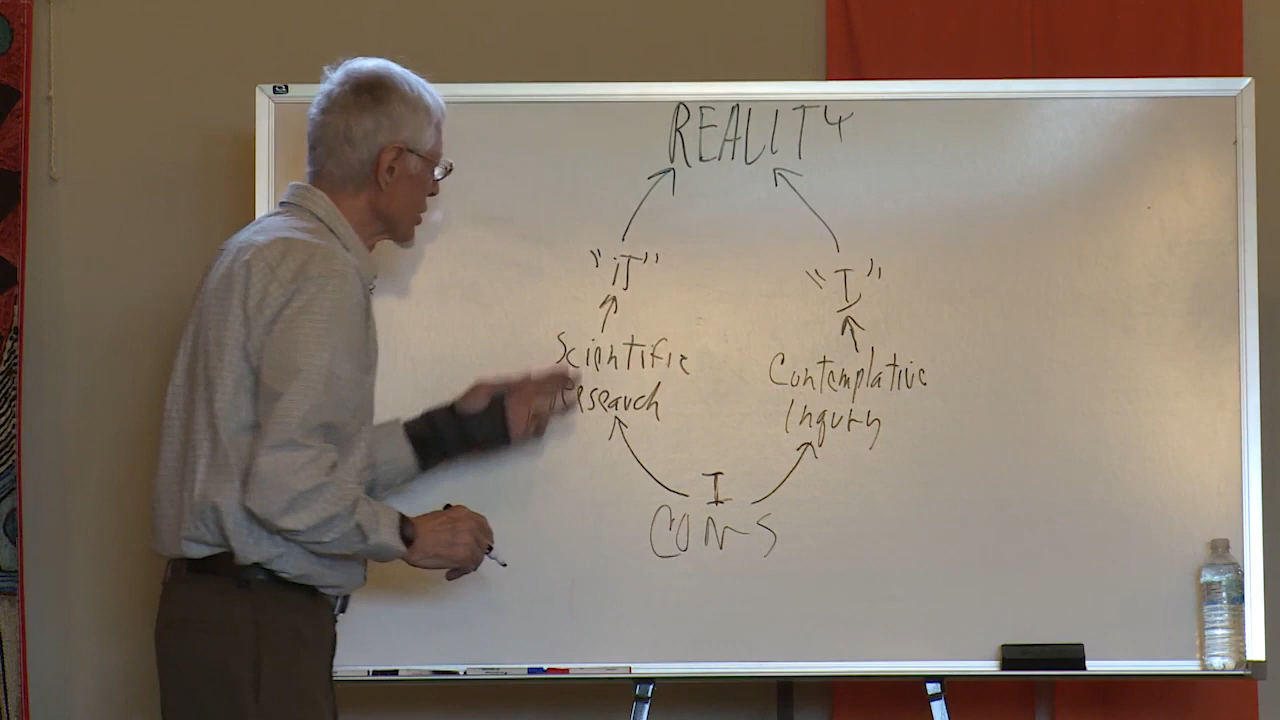 REALITY
"IT"
"I"
Scientific
Research
Contemplative
Inquiry
I
CONS